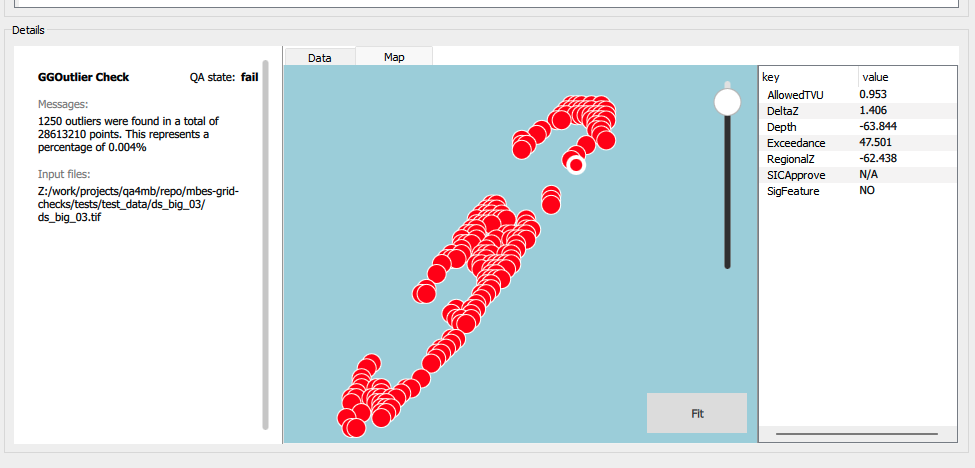 Details
GGOutlier Check QA state: fail
Messages:
1250 outliers were found in a total of
28613210 points. This represents a
percentage of 0.004%
Input files:
Z:/work/projects/qa4mb/repo/mbes-grid-
checks/tests/test_data/ds_big_03/
ds_big_03.tif
Data Map
Fit
key value
AllowedTVU 0.953
DeltaZ 1.406
Depth -63.844
Exceedance 47.501
RegionalZ -62.438
SICApprove N/A
SigFeature NO